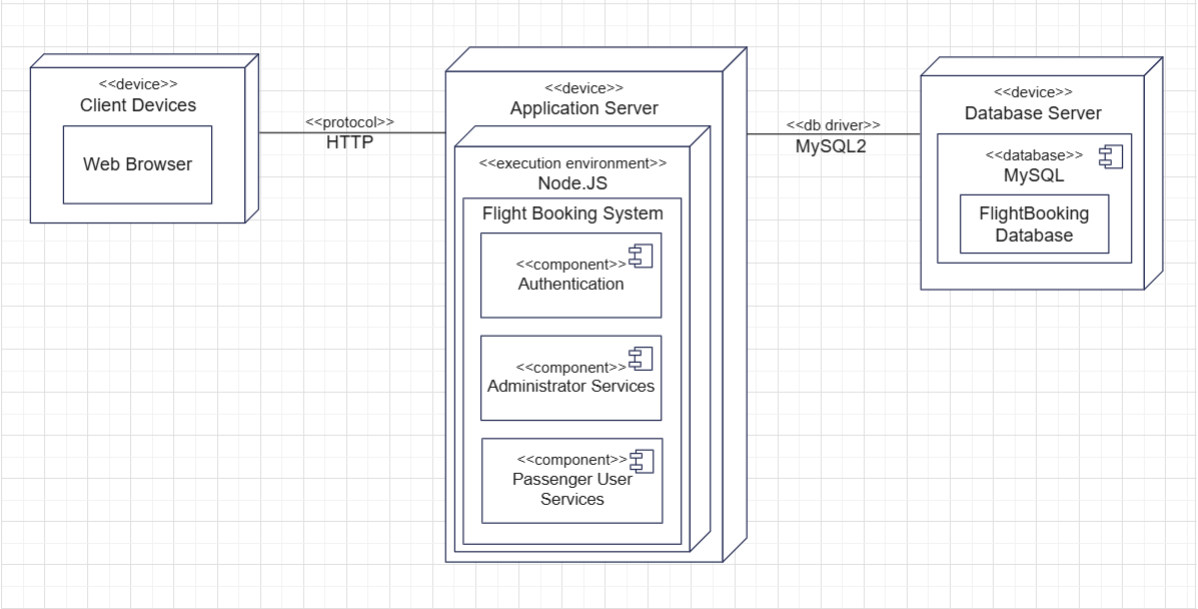 <<device>>
Client Devices
Web Browser
<<protocol>>
HTTP
<<device>>
Application Server
<<execution environment>>
Node.JS
Flight Booking System
<<component>>
Authentication
<<component>>
Administrator Services
<<component>>
Passenger User
Services
<<db driver>>
MySQL2
<<device>>
Database Server
<<database>>
MySQL
FlightBooking
Database